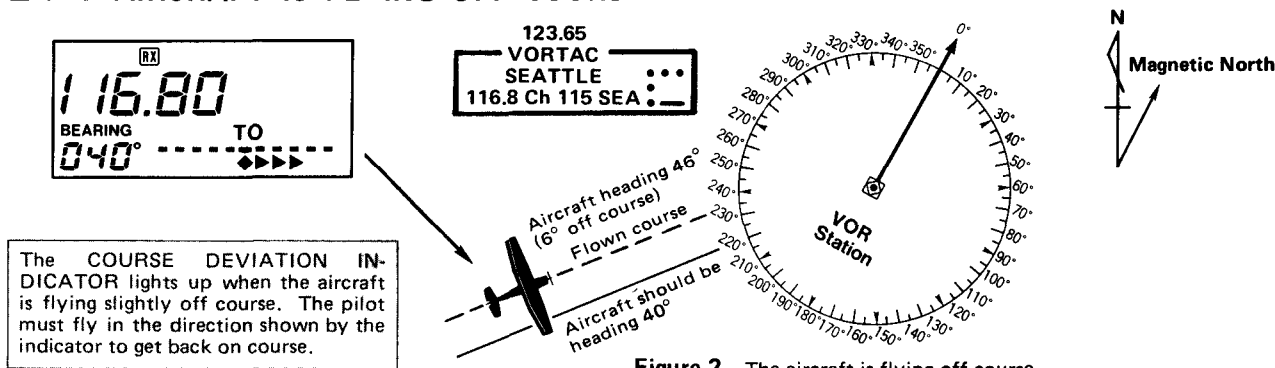 RX
116.80
BEARING
TO
040°
123.65
VORTAC
SEATTLE
116.8 Ch 115 SEA
The COURSE DEVIATION IN-
DICATOR lights up when the aircraft
is flying slightly off course. The pilot
must fly in the direction shown by the
indicator to get back on course.
Aircraft heading 46°
(6° off course)
Flown course
Aircraft should be
heading 40°
0°
10°
20°
30°
40°
50°
60°
70°
80°
90°
100°
110°
120°
130°
140°
150°
160°
170°
180°
190°
200°
210°
220°
230°
240°
250°
260°
270°
280°
290°
300°
310°
320°
330°
340°
350°
VOR
Station
N
Magnetic North
Figure 2 The aircraft is flying off course